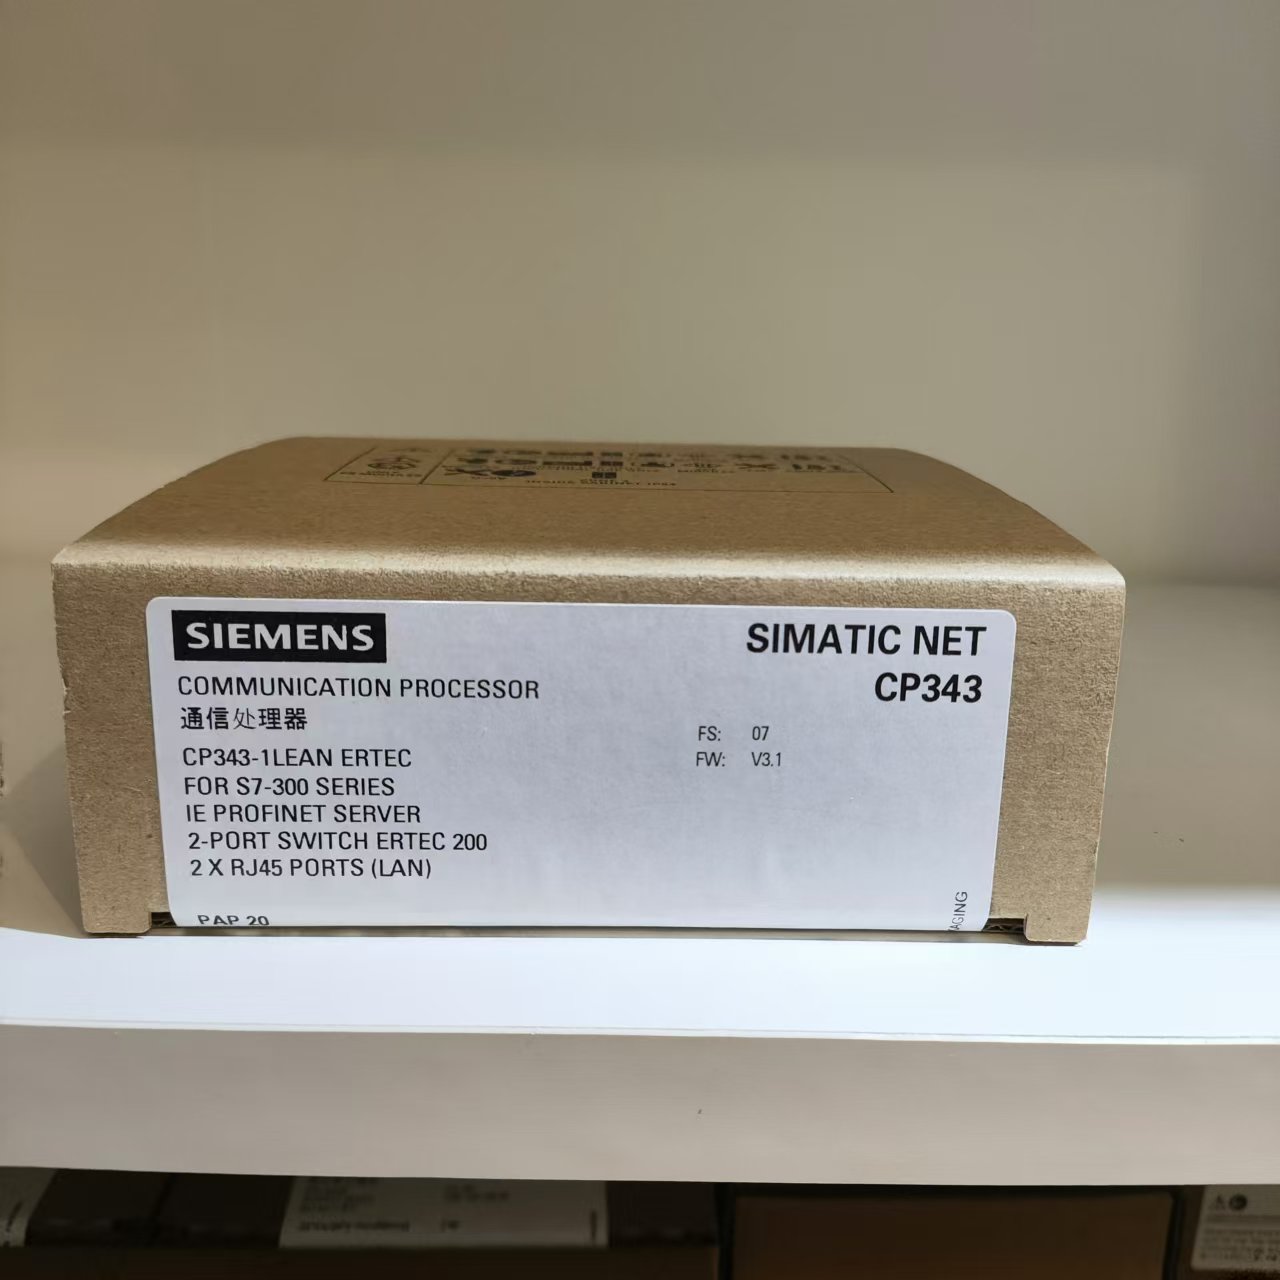 SIEMENS
SIMATIC NET
CP343
COMMUNICATION PROCESSOR
通信处理器
FS: 07
FW: V3.1
CP343-1LEAN ERTEC
FOR S7-300 SERIES
IE PROFINET SERVER
2-PORT SWITCH ERTEC 200
2 X RJ45 PORTS (LAN)
PAP 20